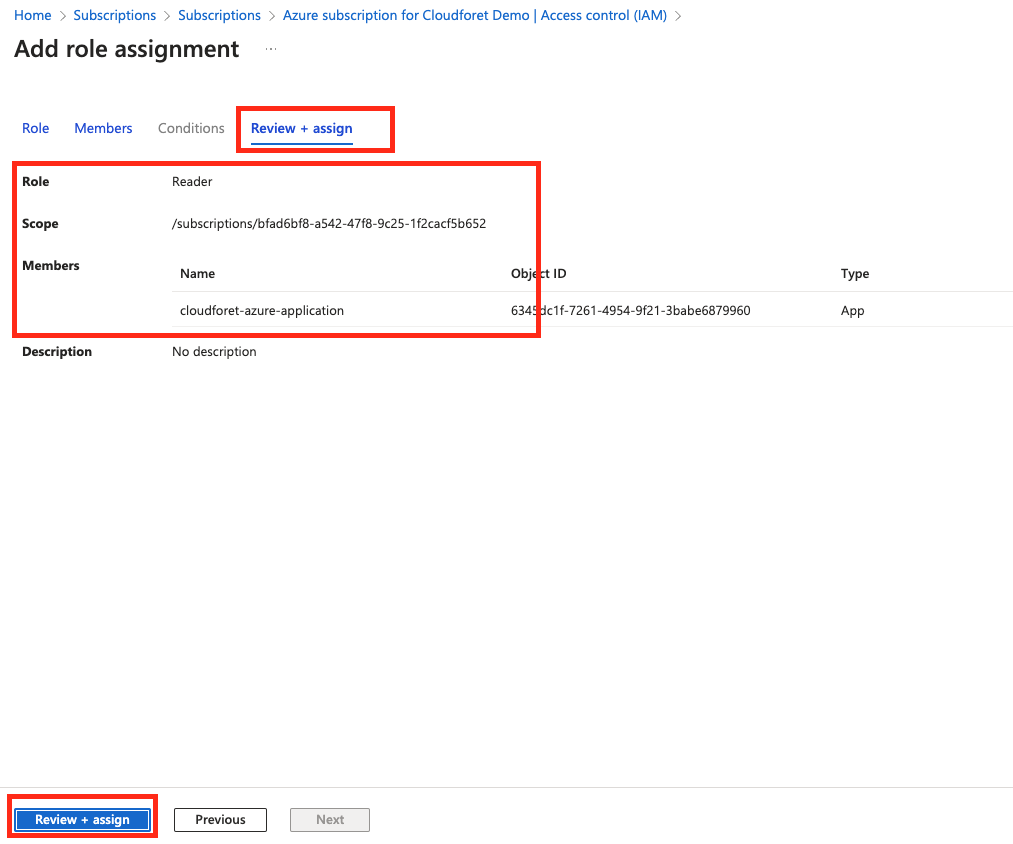 Home > Subscriptions > Subscriptions > Azure subscription for Cloudforet Demo | Access control (IAM) >
Add role assignment ...
Role Members Conditions Review + assign
Role Reader
Scope /subscriptions/bfad6bf8-a542-47f8-9c25-1f2cacf5b652
Members
Name Object ID Type
cloudforet-azure-application 6345dc1f-7261-4954-9f21-3babe6879960 App
Description No description
Review + assign Previous Next